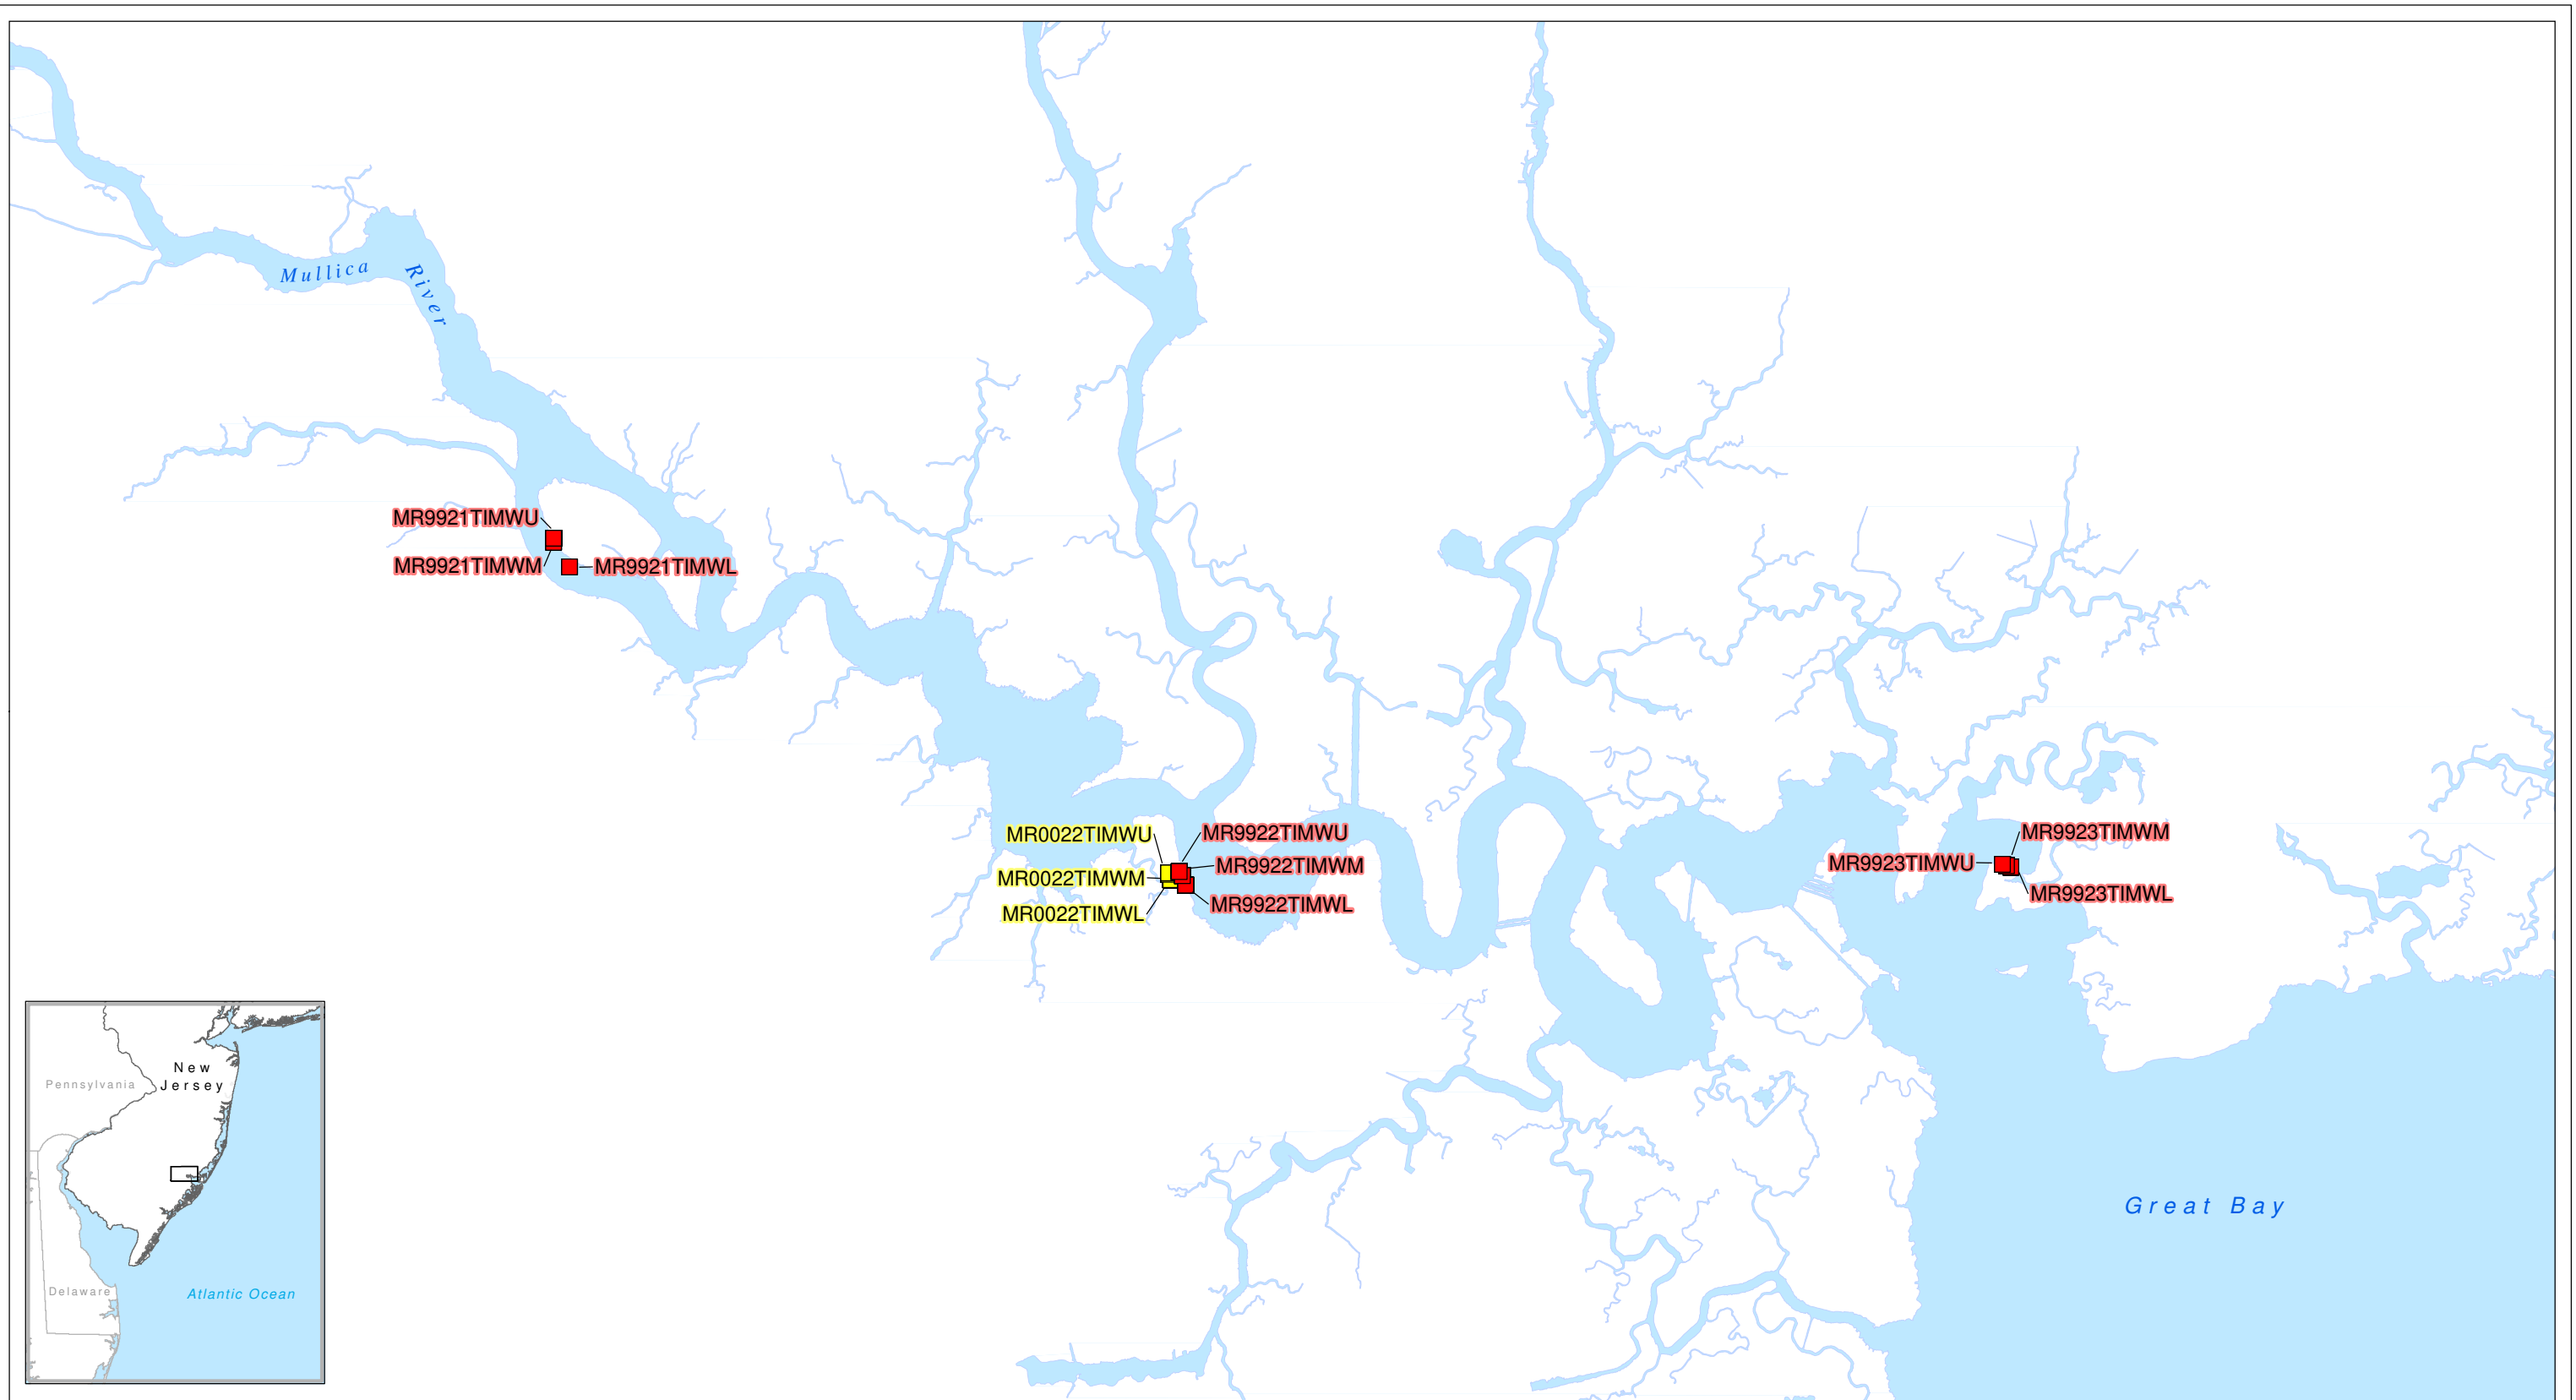 Mullica River
MR9921TIMWU
MR9921TIMWM
MR9921TIMWL
MR0022TIMWU
MR9922TIMWU
MR9922TIMWM
MR0022TIMWM
MR9922TIMWL
MR0022TIMWL
MR9923TIMWM
MR9923TIMWU
MR9923TIMWL
New
Jersey
Pennsylvania
Delaware
Atlantic Ocean
Great Bay